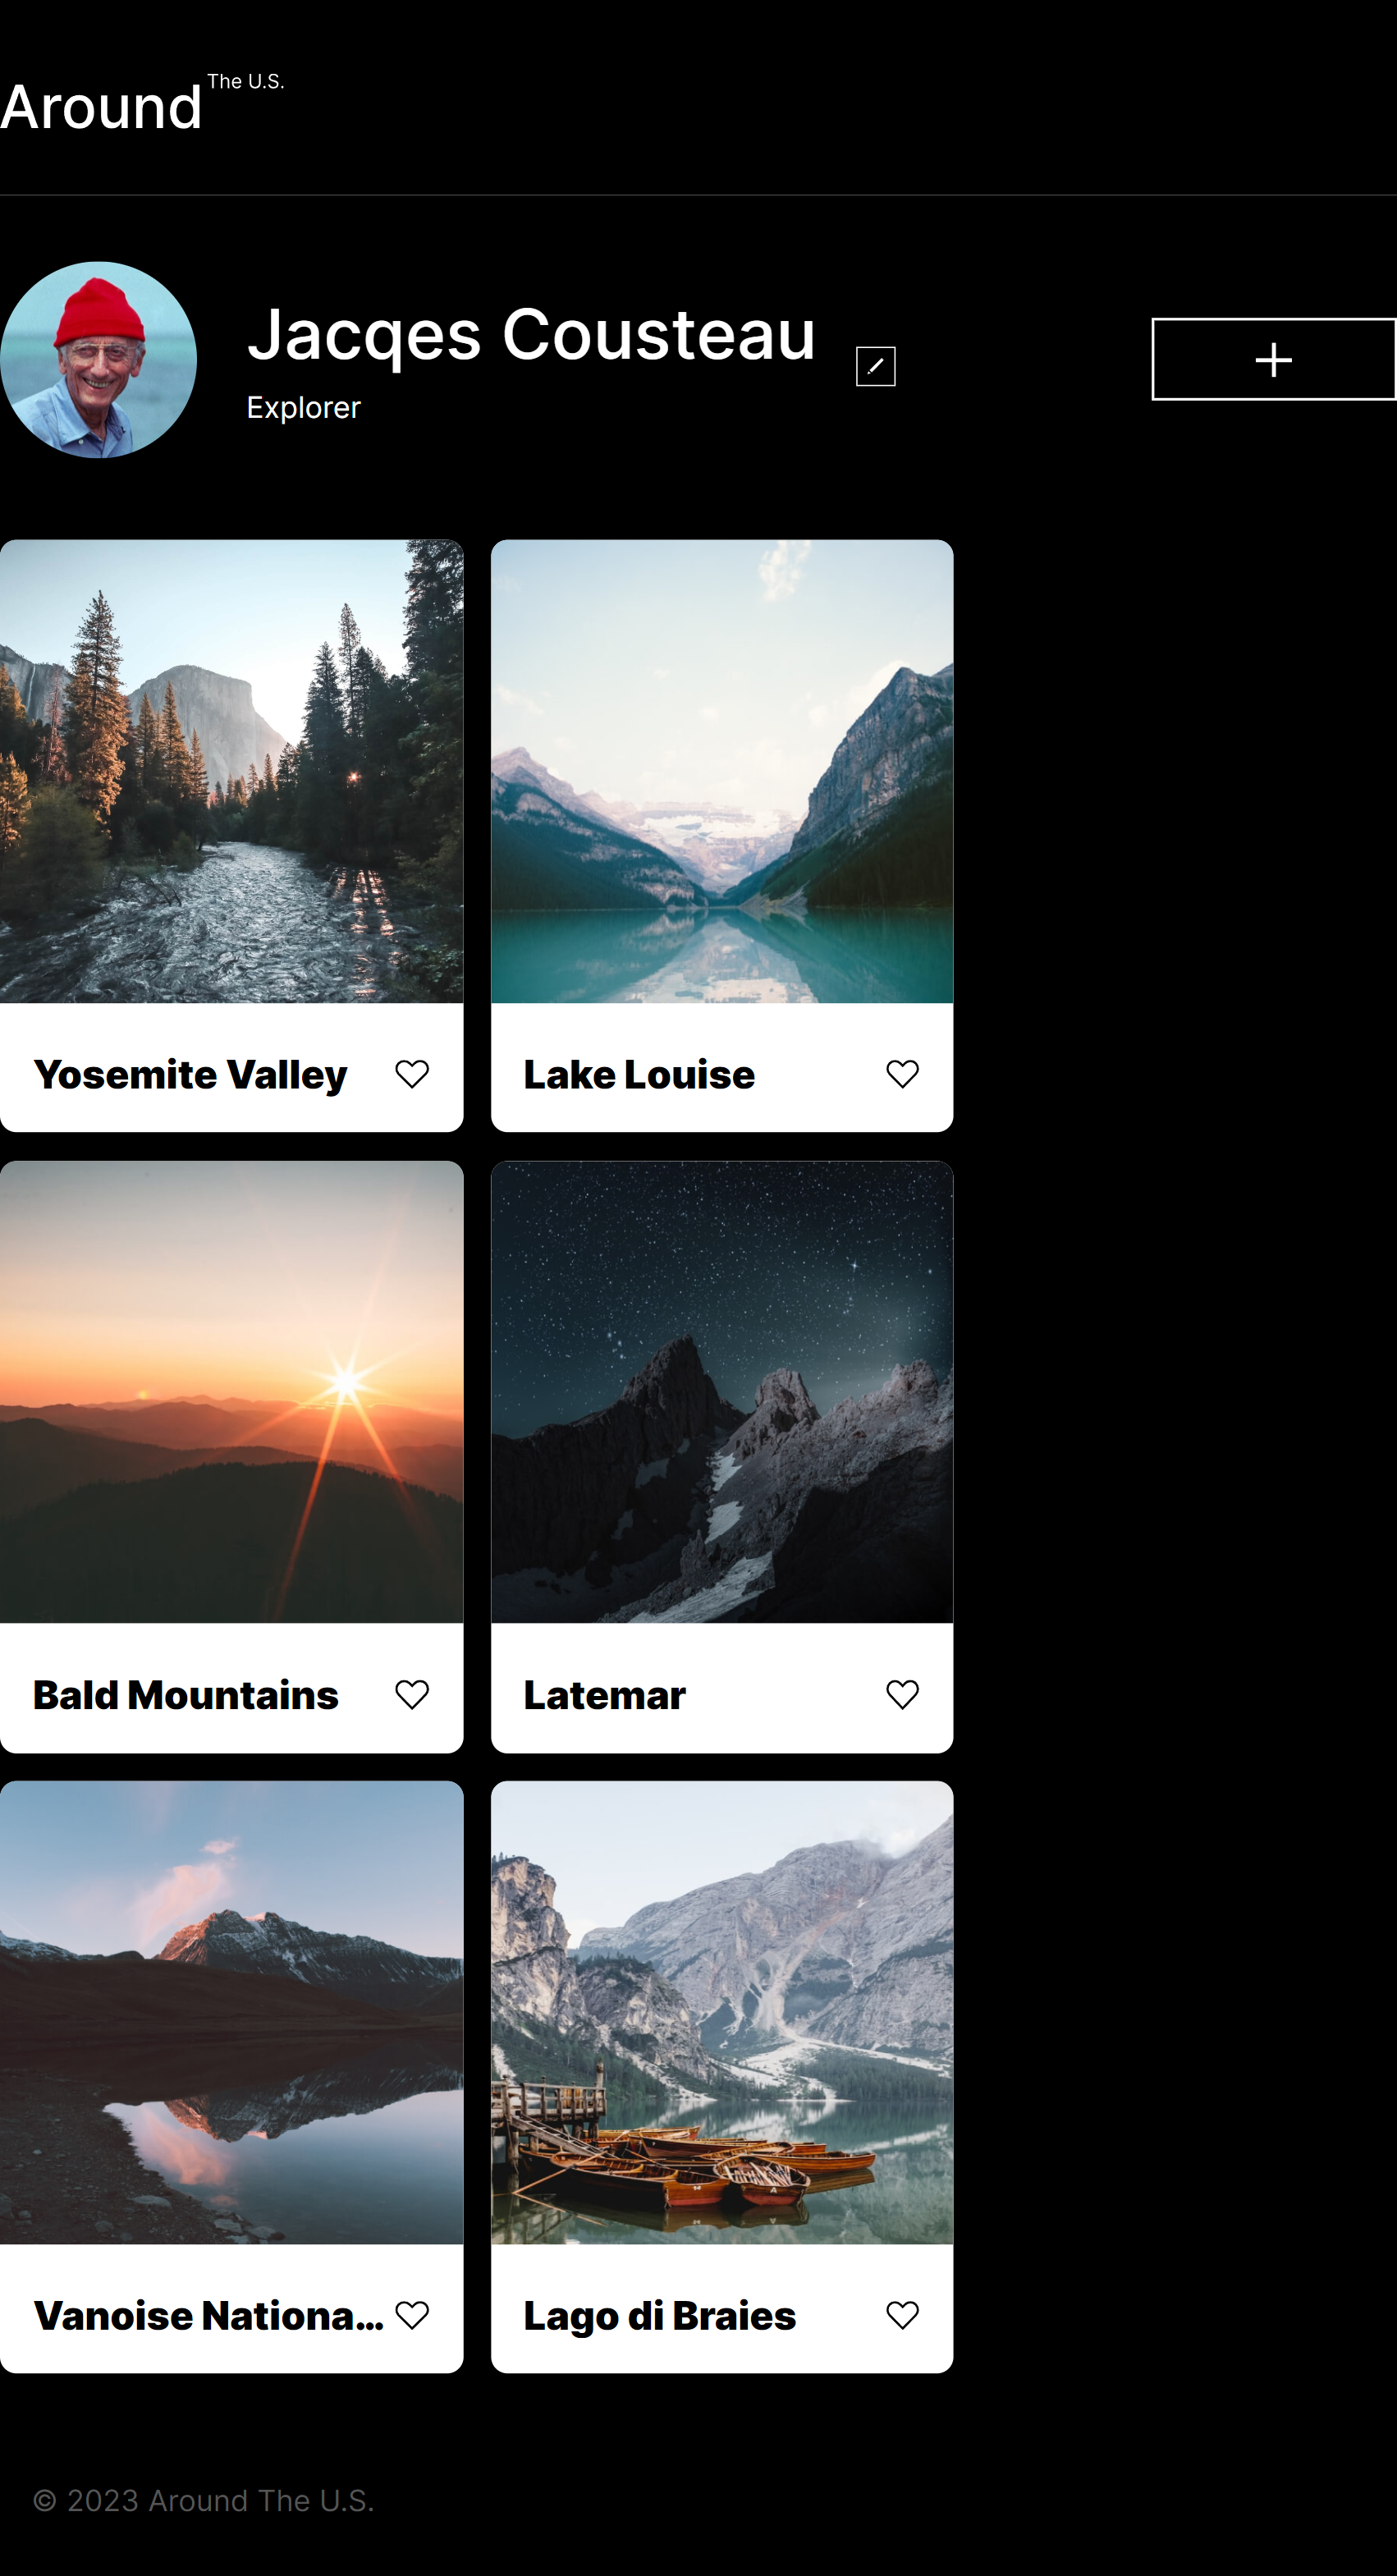 Around The U.S.
Jacqes Cousteau
Explorer
Yosemite Valley
Lake Louise
Bald Mountains
Latemar
Vanoise Nationa...
Lago di Braies
© 2023 Around The U.S.